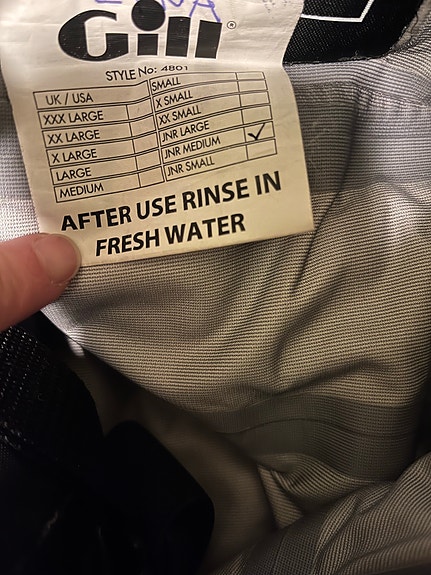 Gill®
STYLE No: 4801
UK / USA SMALL
XXX LARGE X SMALL
XX LARGE XX SMALL
X LARGE JNR LARGE
LARGE JNR MEDIUM ✓
MEDIUM JNR SMALL
AFTER USE RINSE IN
FRESH WATER